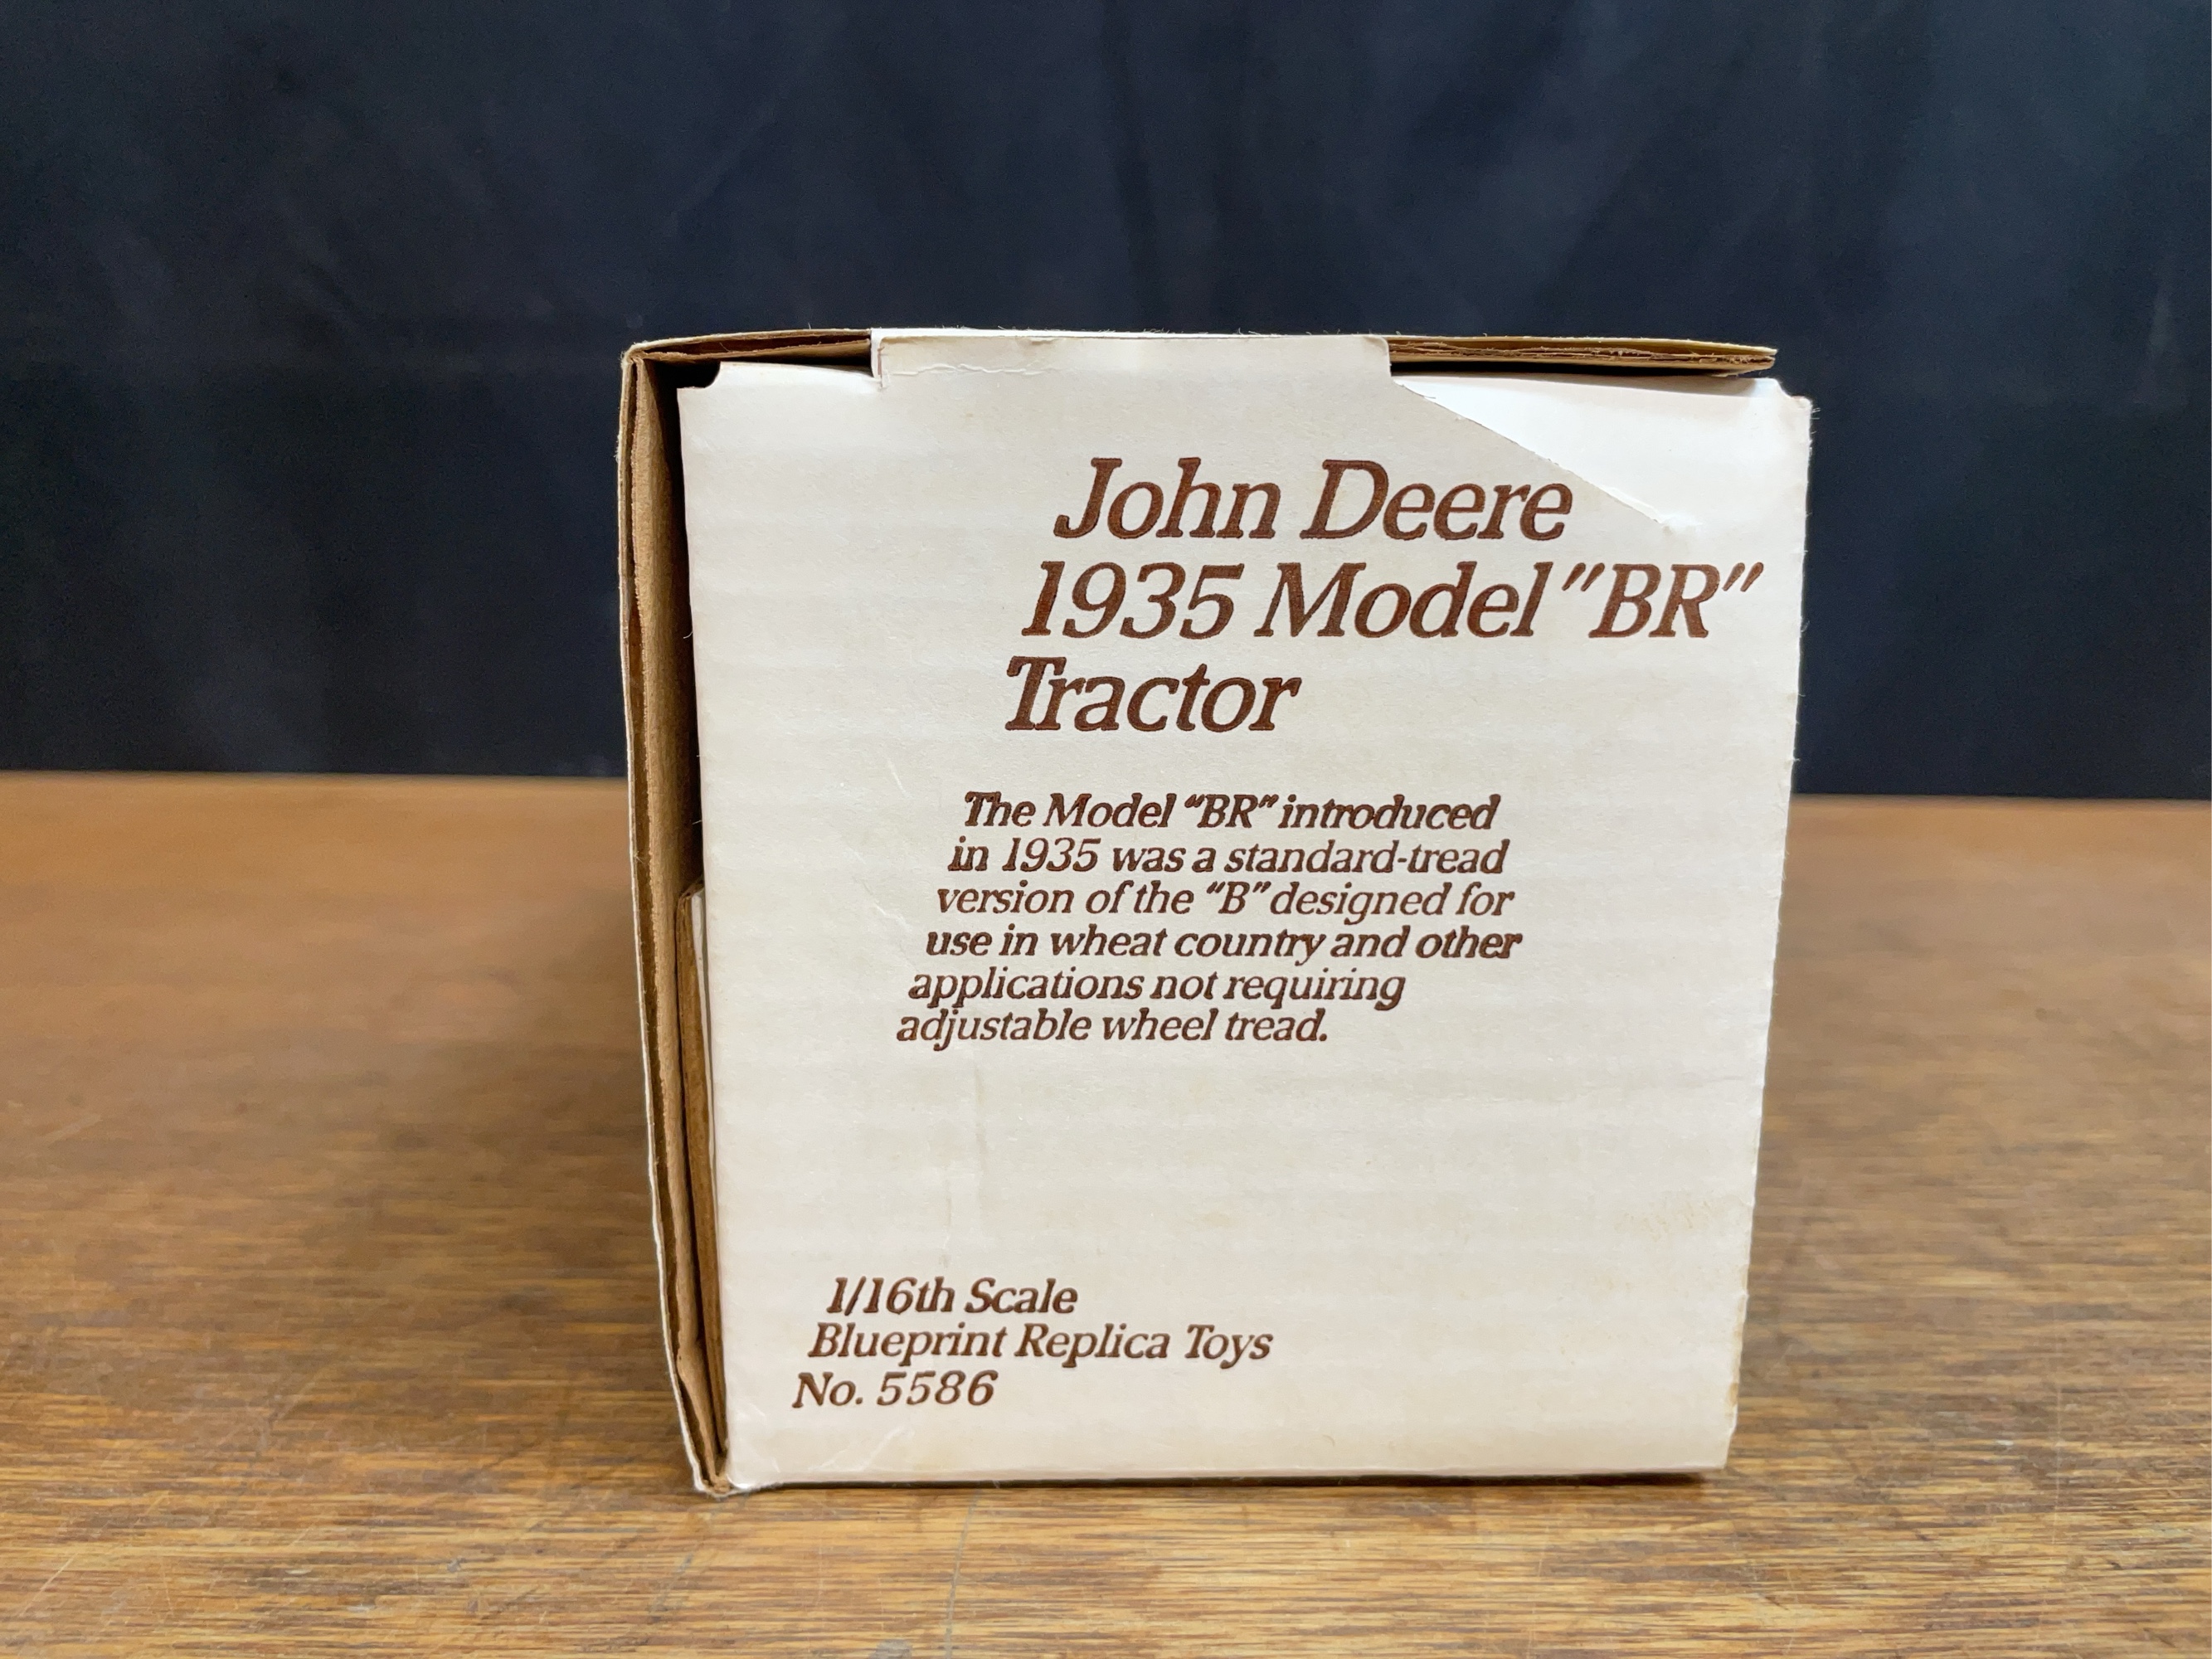 John Deere
1935 Model "BR"
Tractor
The Model "BR" introduced
in 1935 was a standard-tread
version of the "B" designed for
use in wheat country and other
applications not requiring
adjustable wheel tread.
1/16th Scale
Blueprint Replica Toys
No. 5586